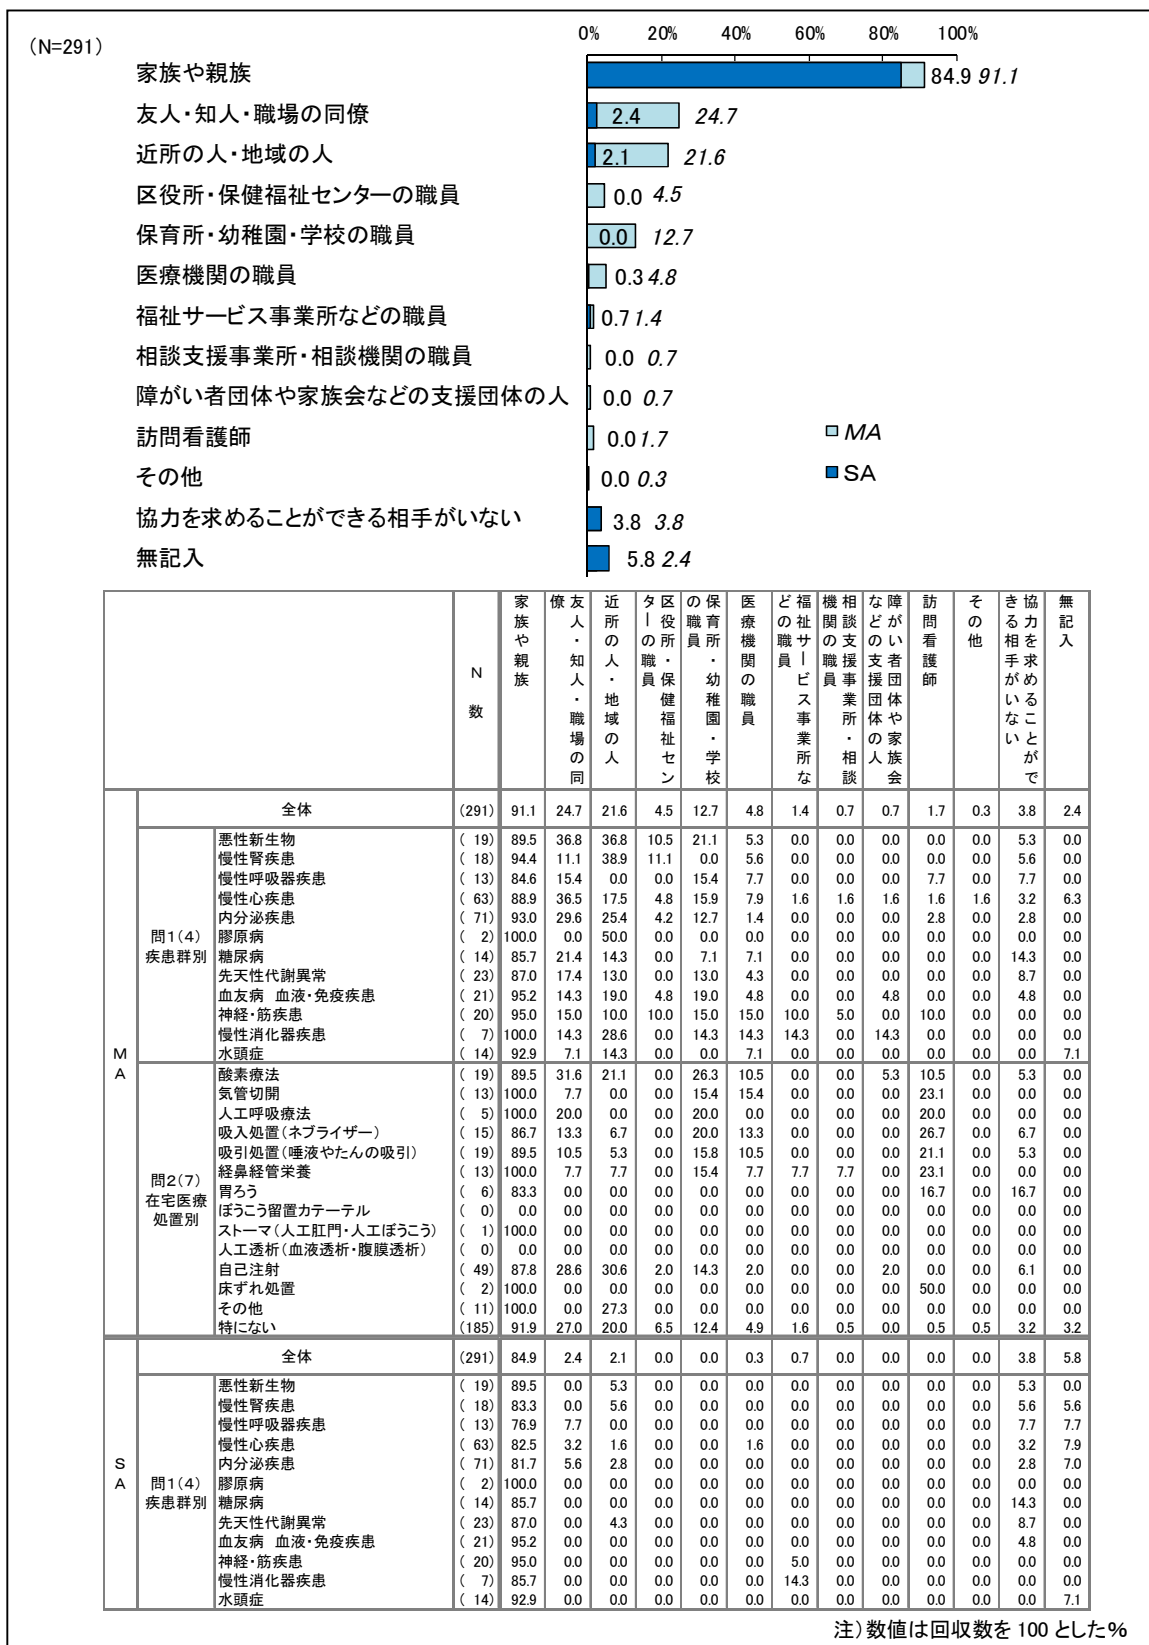 (N=291)
0% 20% 40% 60% 80% 100%
家族や親族 84.9 91.1
友人・知人・職場の同僚 2.4 24.7
近所の人・地域の人 2.1 21.6
区役所・保健福祉センターの職員 0.0 4.5
保育所・幼稚園・学校の職員 0.0 12.7
医療機関の職員 0.3 4.8
福祉サービス事業所などの職員 0.7 1.4
相談支援事業所・相談機関の職員 0.0 0.7
障がい者団体や家族会などの支援団体の人 0.0 0.7
訪問看護師 0.0 1.7
その他 0.0 0.3
協力を求めることができる相手がいない 3.8 3.8
無記入 5.8 2.4
MA
SA
N数
家族や親族
友人・知人・職場の同僚
近所の人・地域の人
区役所・保健福祉センターの職員
保育所・幼稚園・学校の職員
医療機関の職員
福祉サービス事業所などの職員
相談支援事業所・相談機関の職員
障がい者団体や家族会などの支援団体の人
訪問看護師
その他
協力を求めることができる相手がいない
無記入
MA
全体 (291) 91.1 24.7 21.6 4.5 12.7 4.8 1.4 0.7 0.7 1.7 0.3 3.8 2.4
問1(4)
疾患群別
悪性新生物 ( 19) 89.5 36.8 36.8 10.5 21.1 5.3 0.0 0.0 0.0 0.0 0.0 5.3 0.0
慢性腎疾患 ( 18) 94.4 11.1 38.9 11.1 0.0 5.6 0.0 0.0 0.0 0.0 0.0 5.6 0.0
慢性呼吸器疾患 ( 13) 84.6 15.4 0.0 0.0 15.4 7.7 0.0 0.0 0.0 7.7 0.0 7.7 0.0
慢性心疾患 ( 63) 88.9 36.5 17.5 4.8 15.9 7.9 1.6 1.6 1.6 1.6 1.6 3.2 6.3
内分泌疾患 ( 71) 93.0 29.6 25.4 4.2 12.7 1.4 0.0 0.0 0.0 2.8 0.0 2.8 0.0
膠原病 ( 2) 100.0 0.0 50.0 0.0 0.0 0.0 0.0 0.0 0.0 0.0 0.0 0.0 0.0
糖尿病 ( 14) 85.7 21.4 14.3 0.0 7.1 7.1 0.0 0.0 0.0 0.0 0.0 14.3 0.0
先天性代謝異常 ( 23) 87.0 17.4 13.0 0.0 13.0 4.3 0.0 0.0 0.0 0.0 0.0 8.7 0.0
血友病 血液・免疫疾患 ( 21) 95.2 14.3 19.0 4.8 19.0 4.8 0.0 0.0 4.8 0.0 0.0 4.8 0.0
神経・筋疾患 ( 20) 95.0 15.0 10.0 10.0 15.0 15.0 10.0 5.0 0.0 10.0 0.0 0.0 0.0
慢性消化器疾患 ( 7) 100.0 14.3 28.6 0.0 14.3 14.3 14.3 0.0 14.3 0.0 0.0 0.0 0.0
水頭症 ( 14) 92.9 7.1 14.3 0.0 0.0 7.1 0.0 0.0 0.0 0.0 0.0 0.0 7.1
問2(7)
在宅医療
処置別
酸素療法 ( 19) 89.5 31.6 21.1 0.0 26.3 10.5 0.0 0.0 5.3 10.5 0.0 5.3 0.0
気管切開 ( 13) 100.0 7.7 0.0 0.0 15.4 15.4 0.0 0.0 0.0 23.1 0.0 0.0 0.0
人工呼吸療法 ( 5) 100.0 20.0 0.0 0.0 20.0 0.0 0.0 0.0 0.0 20.0 0.0 0.0 0.0
吸入処置(ネブライザー) ( 15) 86.7 13.3 6.7 0.0 20.0 13.3 0.0 0.0 0.0 26.7 0.0 6.7 0.0
吸引処置(唾液やたんの吸引) ( 19) 89.5 10.5 5.3 0.0 15.8 10.5 0.0 0.0 0.0 21.1 0.0 5.3 0.0
経鼻経管栄養 ( 13) 100.0 7.7 7.7 0.0 15.4 7.7 7.7 7.7 0.0 23.1 0.0 0.0 0.0
胃ろう ( 6) 83.3 0.0 0.0 0.0 0.0 0.0 0.0 0.0 0.0 16.7 0.0 16.7 0.0
ぼうこう留置カテーテル ( 0) 0.0 0.0 0.0 0.0 0.0 0.0 0.0 0.0 0.0 0.0 0.0 0.0 0.0
ストーマ(人工肛門・人工ぼうこう) ( 1) 100.0 0.0 0.0 0.0 0.0 0.0 0.0 0.0 0.0 0.0 0.0 0.0 0.0
人工透析(血液透析・腹膜透析) ( 0) 0.0 0.0 0.0 0.0 0.0 0.0 0.0 0.0 0.0 0.0 0.0 0.0 0.0
自己注射 ( 49) 87.8 28.6 30.6 2.0 14.3 2.0 0.0 0.0 2.0 0.0 0.0 6.1 0.0
床ずれ処置 ( 2) 100.0 0.0 0.0 0.0 0.0 0.0 0.0 0.0 0.0 50.0 0.0 0.0 0.0
その他 ( 11) 100.0 0.0 27.3 0.0 0.0 0.0 0.0 0.0 0.0 0.0 0.0 0.0 0.0
特にない (185) 91.9 27.0 20.0 6.5 12.4 4.9 1.6 0.5 0.0 0.5 0.5 3.2 3.2
SA
全体 (291) 84.9 2.4 2.1 0.0 0.0 0.3 0.7 0.0 0.0 0.0 0.0 3.8 5.8
問1(4)
疾患群別
悪性新生物 ( 19) 89.5 0.0 5.3 0.0 0.0 0.0 0.0 0.0 0.0 0.0 0.0 5.3 0.0
慢性腎疾患 ( 18) 83.3 0.0 5.6 0.0 0.0 0.0 0.0 0.0 0.0 0.0 0.0 5.6 5.6
慢性呼吸器疾患 ( 13) 76.9 7.7 0.0 0.0 0.0 0.0 0.0 0.0 0.0 0.0 0.0 7.7 7.7
慢性心疾患 ( 63) 82.5 3.2 1.6 0.0 0.0 1.6 0.0 0.0 0.0 0.0 0.0 3.2 7.9
内分泌疾患 ( 71) 81.7 5.6 2.8 0.0 0.0 0.0 0.0 0.0 0.0 0.0 0.0 2.8 7.0
膠原病 ( 2) 100.0 0.0 0.0 0.0 0.0 0.0 0.0 0.0 0.0 0.0 0.0 0.0 0.0
糖尿病 ( 14) 85.7 0.0 0.0 0.0 0.0 0.0 0.0 0.0 0.0 0.0 0.0 14.3 0.0
先天性代謝異常 ( 23) 87.0 0.0 4.3 0.0 0.0 0.0 0.0 0.0 0.0 0.0 0.0 8.7 0.0
血友病 血液・免疫疾患 ( 21) 95.2 0.0 0.0 0.0 0.0 0.0 0.0 0.0 0.0 0.0 0.0 4.8 0.0
神経・筋疾患 ( 20) 95.0 0.0 0.0 0.0 0.0 0.0 5.0 0.0 0.0 0.0 0.0 0.0 0.0
慢性消化器疾患 ( 7) 85.7 0.0 0.0 0.0 0.0 0.0 14.3 0.0 0.0 0.0 0.0 0.0 0.0
水頭症 ( 14) 92.9 0.0 0.0 0.0 0.0 0.0 0.0 0.0 0.0 0.0 0.0 0.0 7.1
注)数値は回収数を 100 とした%